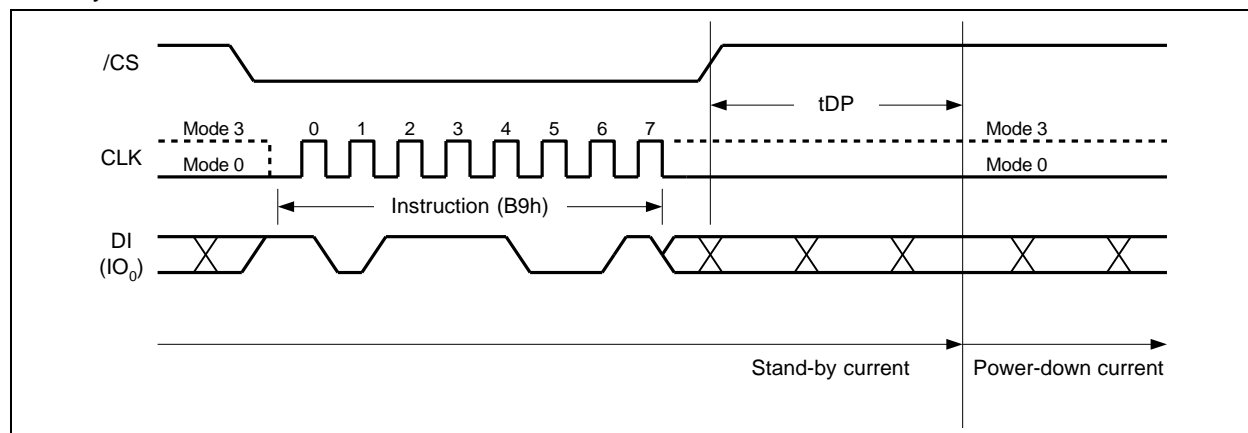 /CS
tDP
Mode 3 0 1 2 3 4 5 6 7 Mode 3
CLK
Mode 0 Mode 0
Instruction (B9h)
DI
(IO0)
Stand-by current Power-down current